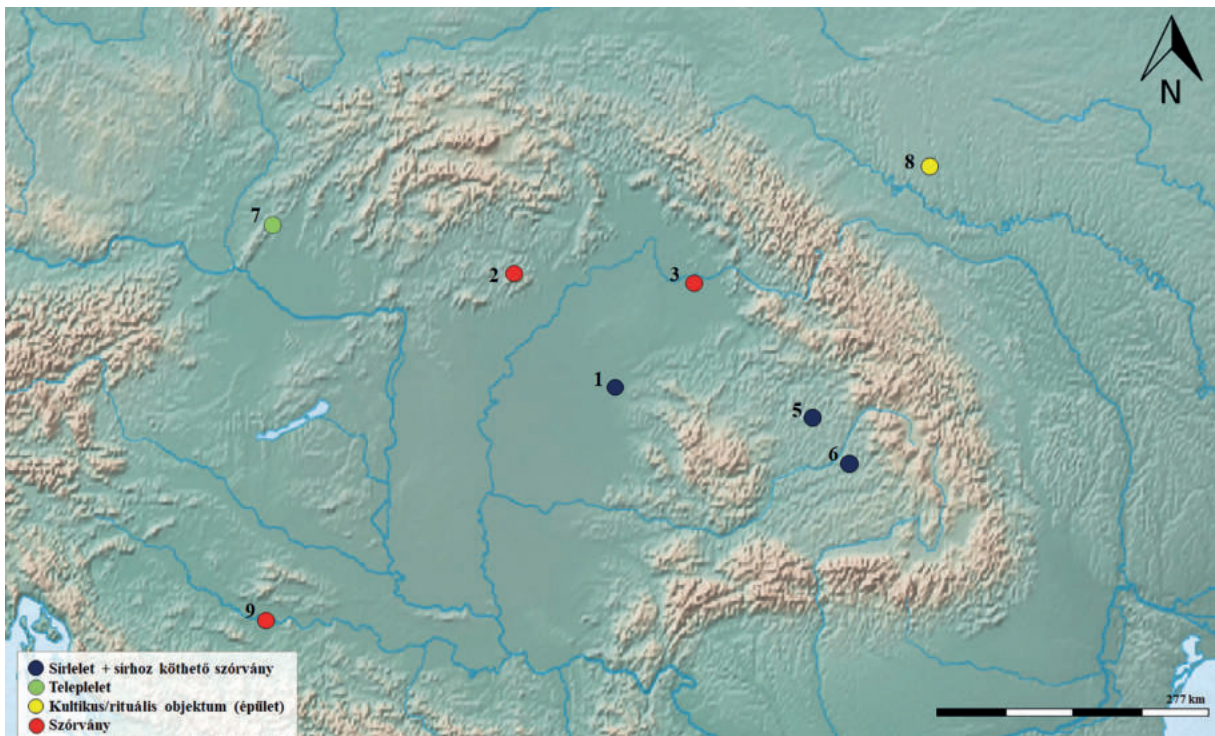 N
8
7
2
3
1
5
6
9
Sírlelet + sírhoz köthető szórvány
Teleplelet
Kultikus/rituális objektum (épület)
Szórvány
277 km